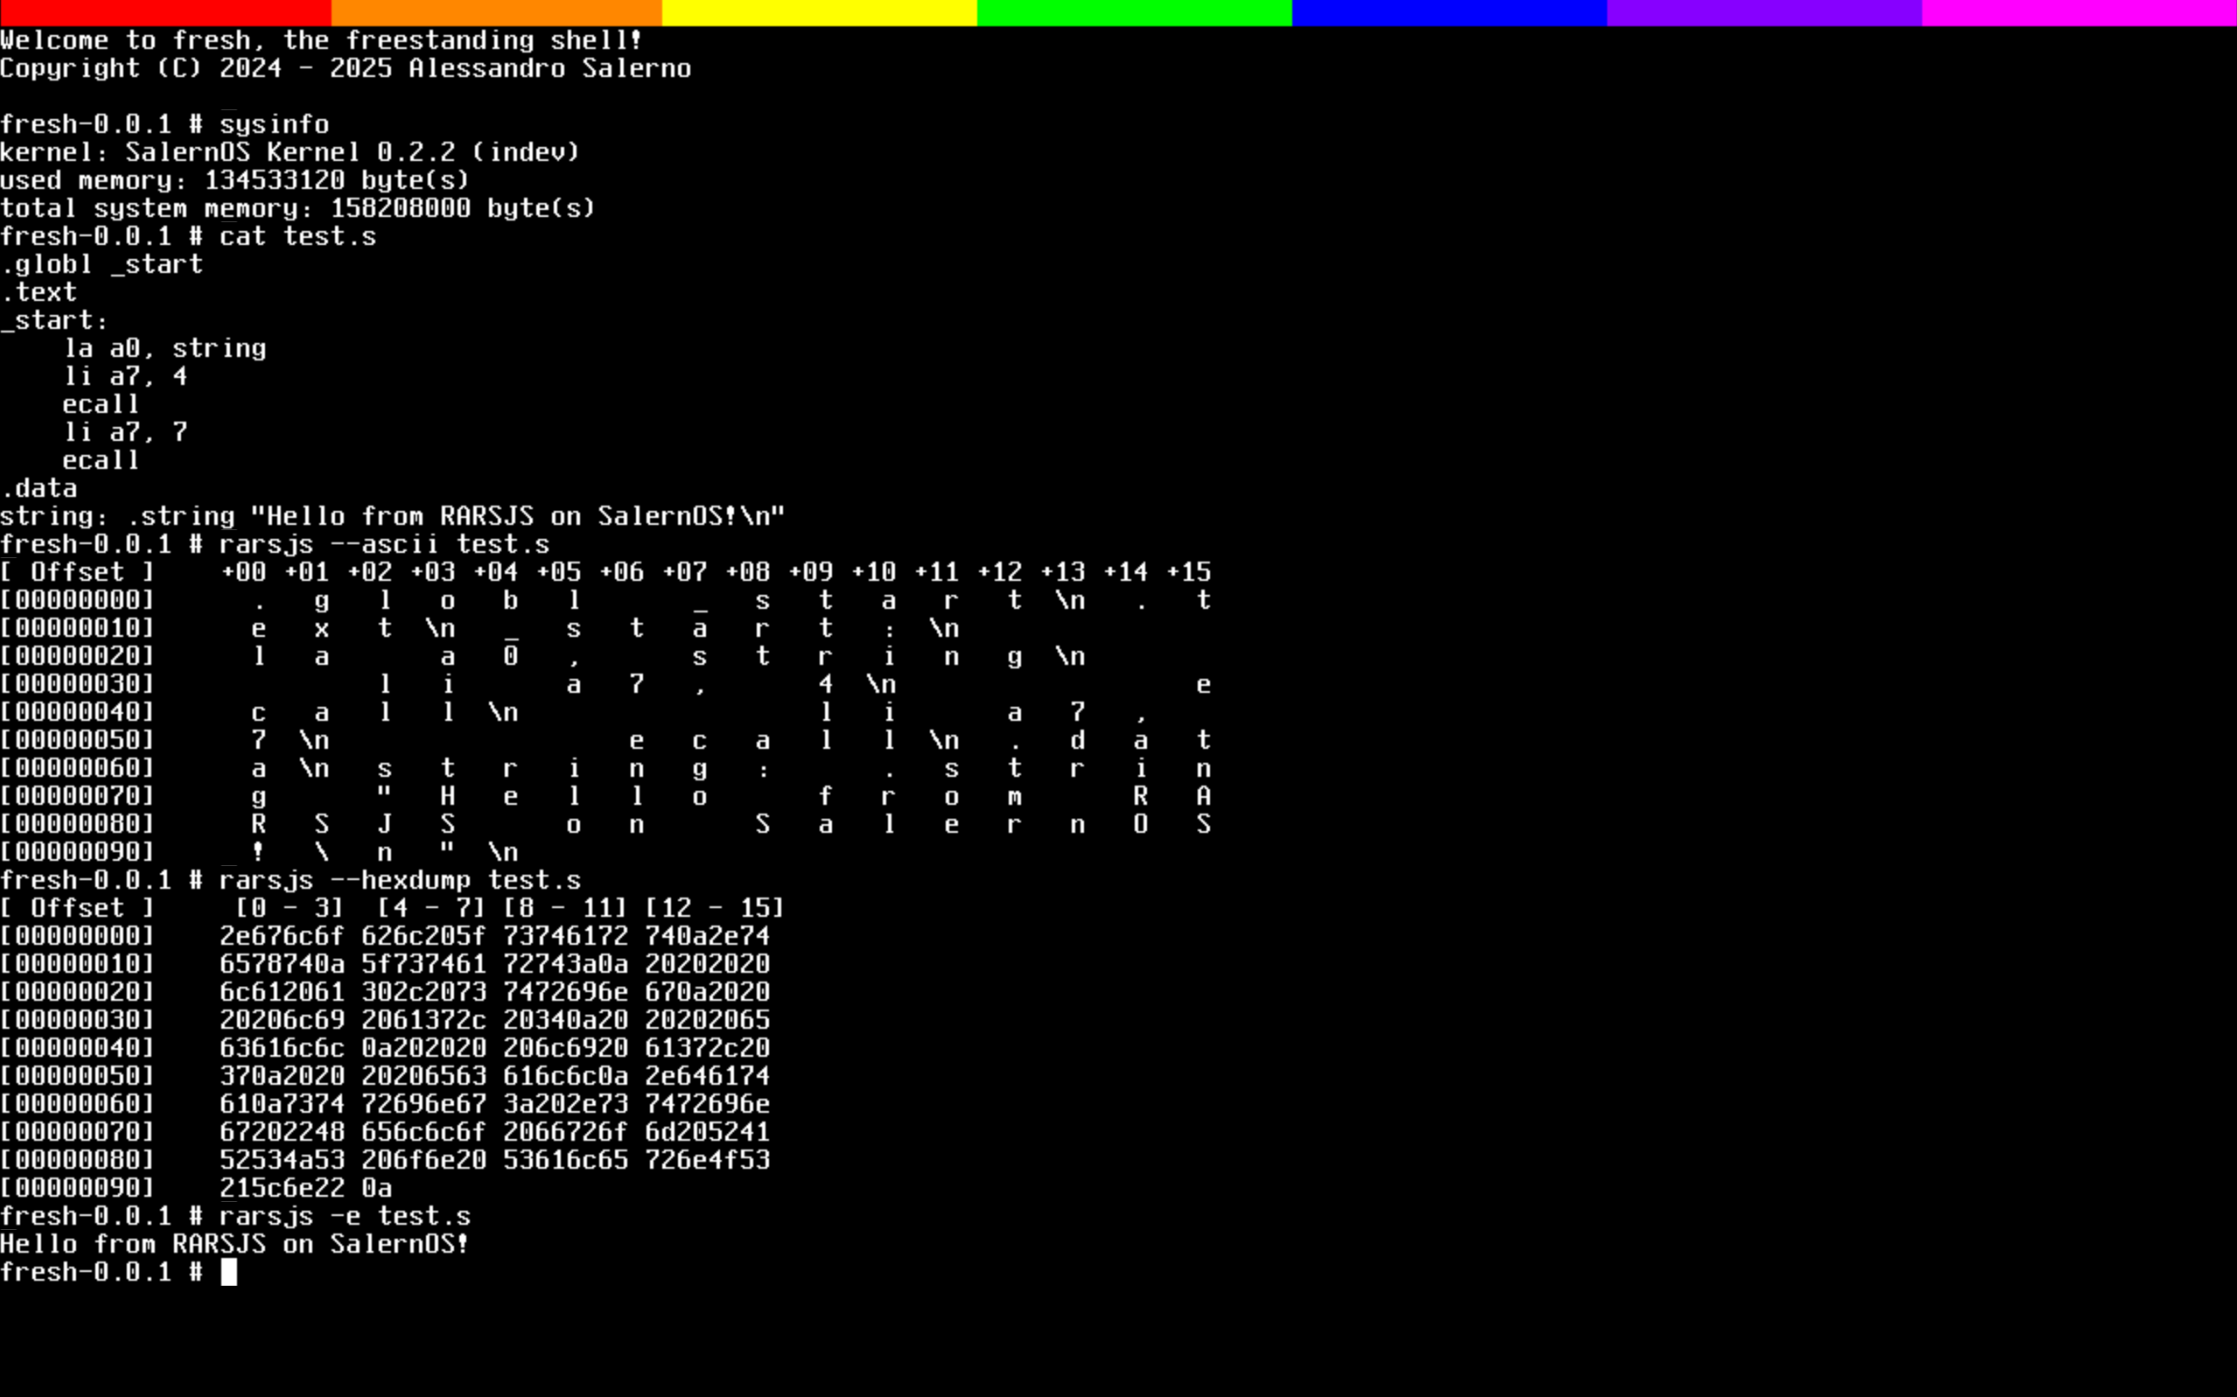 Welcome to fresh, the freestanding shell!
Copyright (C) 2024 - 2025 Alessandro Salerno

fresh-0.0.1 # sysinfo
kernel: SalernOS Kernel 0.2.2 (indev)
used memory: 134533120 byte(s)
total system memory: 158208000 byte(s)
fresh-0.0.1 # cat test.s
.globl _start
.text
_start:
    la a0, string
    li a7, 4
    ecall
    li a7, 7
    ecall
.data
string: .string "Hello from RARSJS on SalernOS!\n"
fresh-0.0.1 # rarsjs --ascii test.s
[ Offset ]    +00 +01 +02 +03 +04 +05 +06 +07 +08 +09 +10 +11 +12 +13 +14 +15
[00000000]      .   g   l   o   b   l       _   s   t   a   r   t  \n   .   t
[00000010]      e   x   t  \n   _   s   t   a   r   t   :  \n
[00000020]      l   a       a   0   ,       s   t   r   i   n   g  \n
[00000030]              l   i       a   7   ,       4  \n                   e
[00000040]      c   a   l   l  \n                   l   i       a   7   ,
[00000050]      7  \n                   e   c   a   l   l  \n   .   d   a   t
[00000060]      a  \n   s   t   r   i   n   g   :       .   s   t   r   i   n
[00000070]      g       "   H   e   l   l   o       f   r   o   m       R   A
[00000080]      R   S   J   S       o   n       S   a   l   e   r   n   O   S
[00000090]      !   \   n   "  \n
fresh-0.0.1 # rarsjs --hexdump test.s
[ Offset ]     [0 - 3]  [4 - 7] [8 - 11] [12 - 15]
[00000000]    2e676c6f 626c205f 73746172 740a2e74
[00000010]    6578740a 5f737461 72743a0a 20202020
[00000020]    6c612061 302c2073 7472696e 670a2020
[00000030]    20206c69 2061372c 20340a20 20202065
[00000040]    63616c6c 0a202020 206c6920 61372c20
[00000050]    370a2020 20206563 616c6c0a 2e646174
[00000060]    610a7374 72696e67 3a202e73 7472696e
[00000070]    67202248 656c6c6f 2066726f 6d205241
[00000080]    52534a53 206f6e20 53616c65 726e4f53
[00000090]    215c6e22 0a
fresh-0.0.1 # rarsjs -e test.s
Hello from RARSJS on SalernOS!
fresh-0.0.1 #